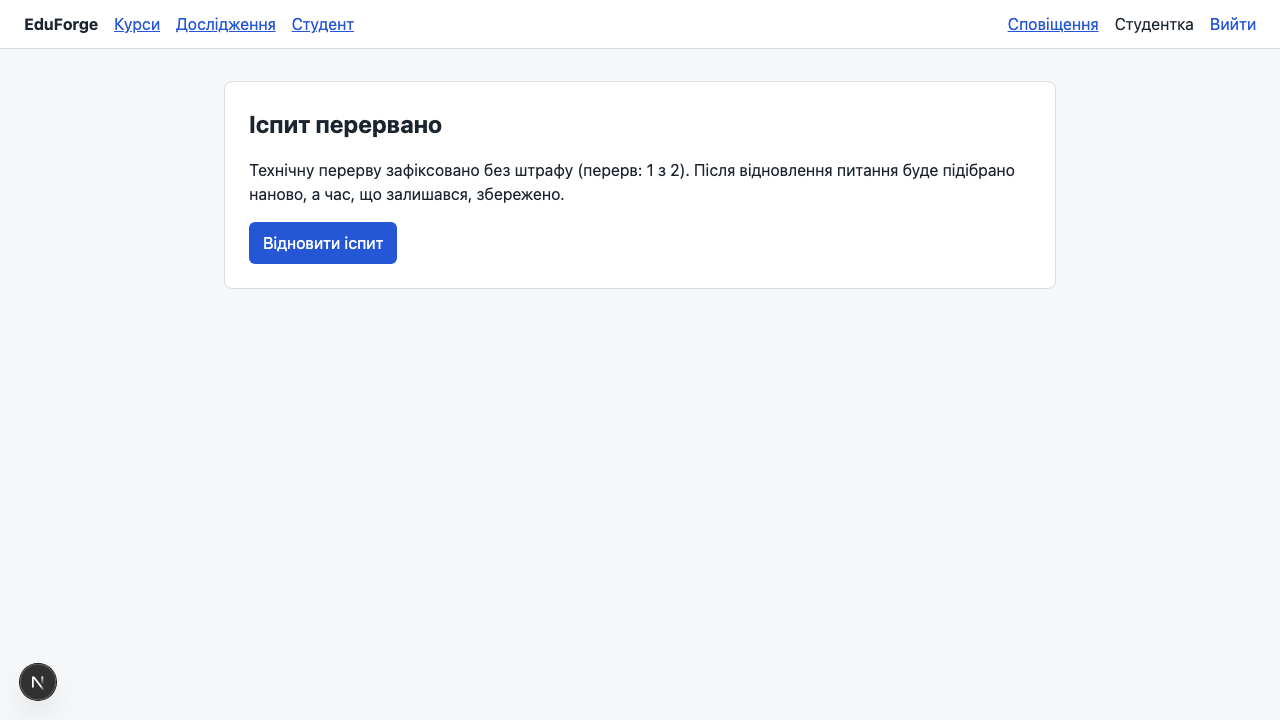 EduForge Курси Дослідження Студент Сповіщення Студентка Вийти
Іспит перервано
Технічну перерву зафіксовано без штрафу (перерв: 1 з 2). Після відновлення питання буде підібрано
наново, а час, що залишався, збережено.
Відновити іспит
N